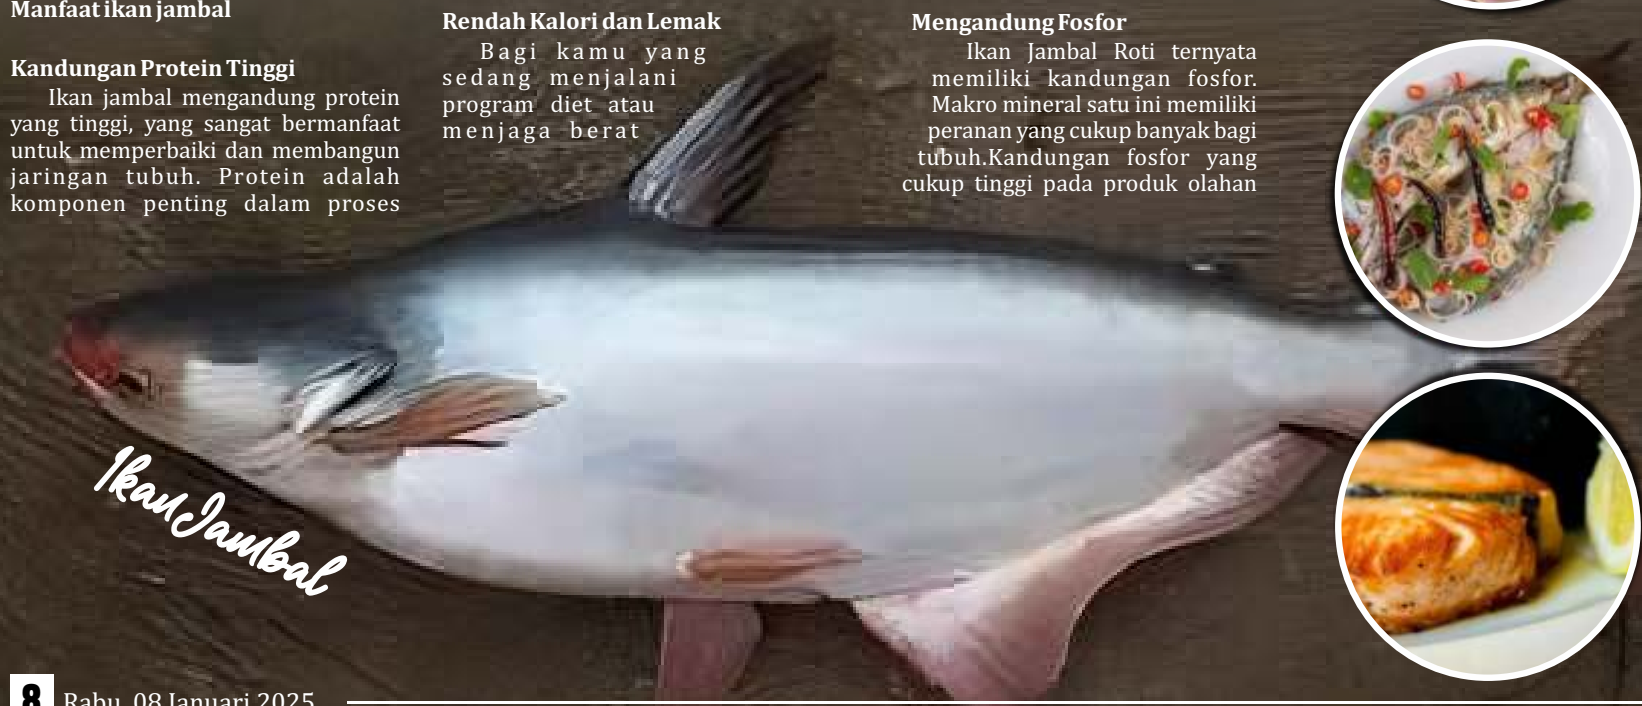 Manfaat ikan jambal
Kandungan Protein Tinggi
Ikan jambal mengandung protein
yang tinggi, yang sangat bermanfaat
untuk memperbaiki dan membangun
jaringan tubuh. Protein adalah
komponen penting dalam proses
Rendah Kalori dan Lemak
Bagi kamu yang
sedang menjalani
program diet atau
menjaga berat
Mengandung Fosfor
Ikan Jambal Roti ternyata
memiliki kandungan fosfor.
Makro mineral satu ini memiliki
peranan yang cukup banyak bagi
tubuh.Kandungan fosfor yang
cukup tinggi pada produk olahan
Ikan Jambal
8 Rabu, 08 Januari 2025